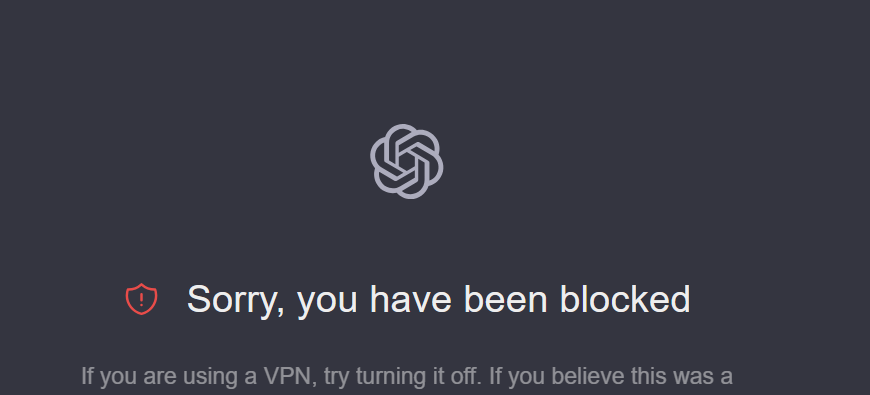 Sorry, you have been blocked
If you are using a VPN, try turning it off. If you believe this was a